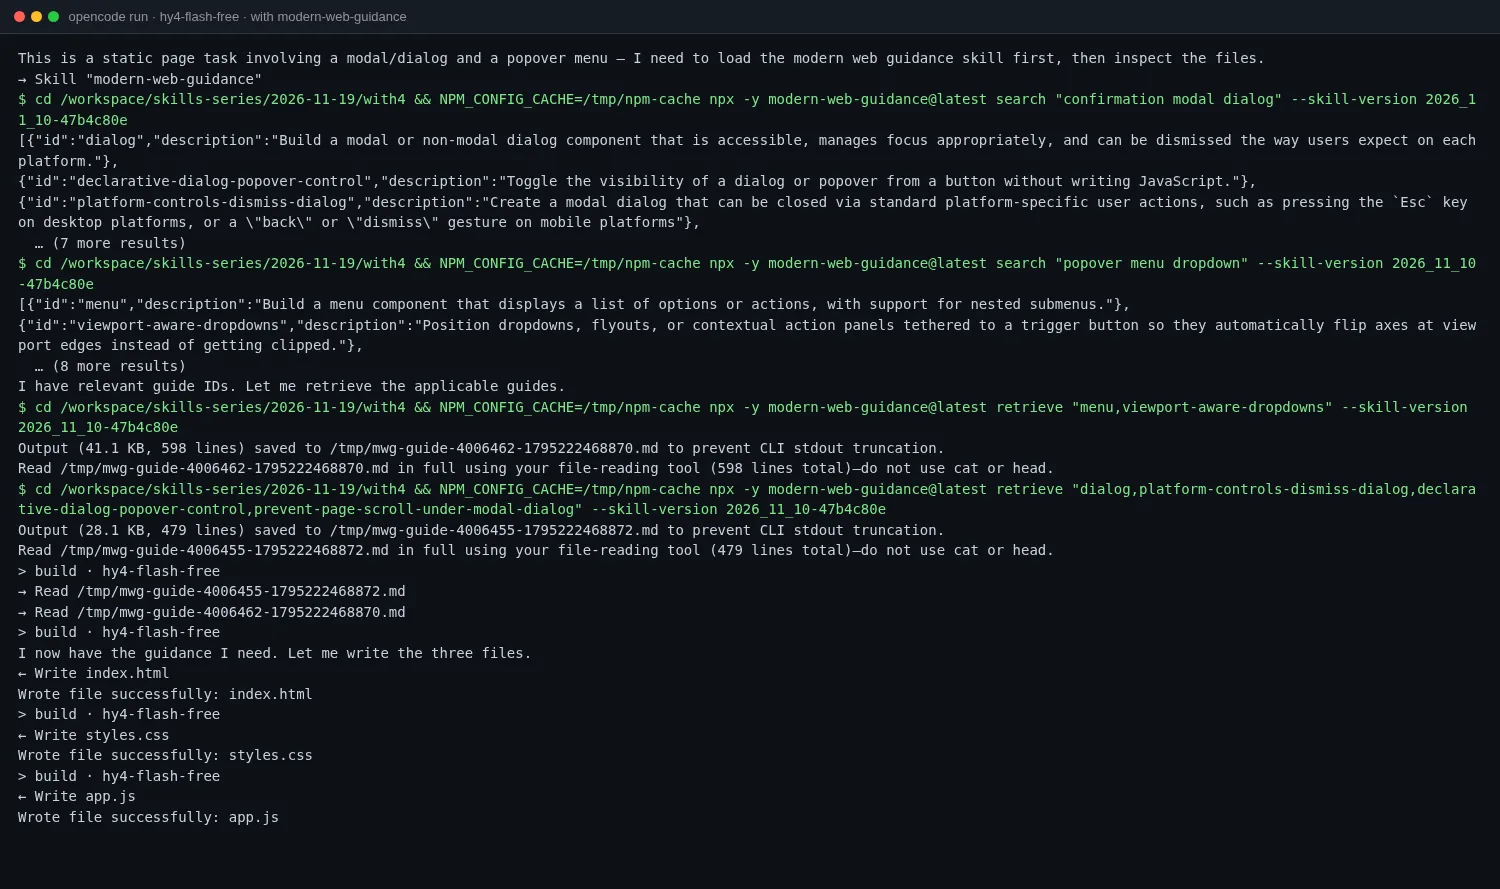 opencode run · hy4-flash-free · with modern-web-guidance
This is a static page task involving a modal/dialog and a popover menu — I need to load the modern web guidance skill first, then inspect the files.
→ Skill "modern-web-guidance"
$ cd /workspace/skills-series/2026-11-19/with4 && NPM_CONFIG_CACHE=/tmp/npm-cache npx -y modern-web-guidance@latest search "confirmation modal dialog" --skill-version 2026_1
1_10-47b4c80e
[{"id":"dialog","description":"Build a modal or non-modal dialog component that is accessible, manages focus appropriately, and can be dismissed the way users expect on each
platform."},
{"id":"declarative-dialog-popover-control","description":"Toggle the visibility of a dialog or popover from a button without writing JavaScript."},
{"id":"platform-controls-dismiss-dialog","description":"Create a modal dialog that can be closed via standard platform-specific user actions, such as pressing the `Esc` key
on desktop platforms, or a \"back\" or \"dismiss\" gesture on mobile platforms"},
… (7 more results)
$ cd /workspace/skills-series/2026-11-19/with4 && NPM_CONFIG_CACHE=/tmp/npm-cache npx -y modern-web-guidance@latest search "popover menu dropdown" --skill-version 2026_11_10
-47b4c80e
[{"id":"menu","description":"Build a menu component that displays a list of options or actions, with support for nested submenus."},
{"id":"viewport-aware-dropdowns","description":"Position dropdowns, flyouts, or contextual action panels tethered to a trigger button so they automatically flip axes at view
port edges instead of getting clipped."},
… (8 more results)
I have relevant guide IDs. Let me retrieve the applicable guides.
$ cd /workspace/skills-series/2026-11-19/with4 && NPM_CONFIG_CACHE=/tmp/npm-cache npx -y modern-web-guidance@latest retrieve "menu,viewport-aware-dropdowns" --skill-version
2026_11_10-47b4c80e
Output (41.1 KB, 598 lines) saved to /tmp/mwg-guide-4006462-1795222468870.md to prevent CLI stdout truncation.
Read /tmp/mwg-guide-4006462-1795222468870.md in full using your file-reading tool (598 lines total)—do not use cat or head.
$ cd /workspace/skills-series/2026-11-19/with4 && NPM_CONFIG_CACHE=/tmp/npm-cache npx -y modern-web-guidance@latest retrieve "dialog,platform-controls-dismiss-dialog,declara
tive-dialog-popover-control,prevent-page-scroll-under-modal-dialog" --skill-version 2026_11_10-47b4c80e
Output (28.1 KB, 479 lines) saved to /tmp/mwg-guide-4006455-1795222468872.md to prevent CLI stdout truncation.
Read /tmp/mwg-guide-4006455-1795222468872.md in full using your file-reading tool (479 lines total)—do not use cat or head.
> build · hy4-flash-free
→ Read /tmp/mwg-guide-4006455-1795222468872.md
→ Read /tmp/mwg-guide-4006462-1795222468870.md
> build · hy4-flash-free
I now have the guidance I need. Let me write the three files.
← Write index.html
Wrote file successfully: index.html
> build · hy4-flash-free
← Write styles.css
Wrote file successfully: styles.css
> build · hy4-flash-free
← Write app.js
Wrote file successfully: app.js